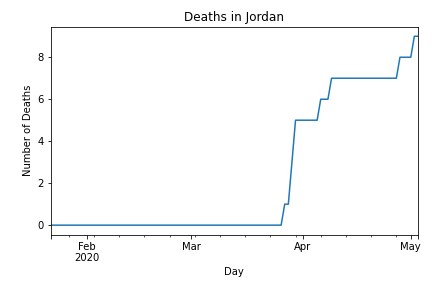 Deaths in Jordan
Number of Deaths
8
6
4
2
0
Feb
2020
Mar
Apr
May
Day